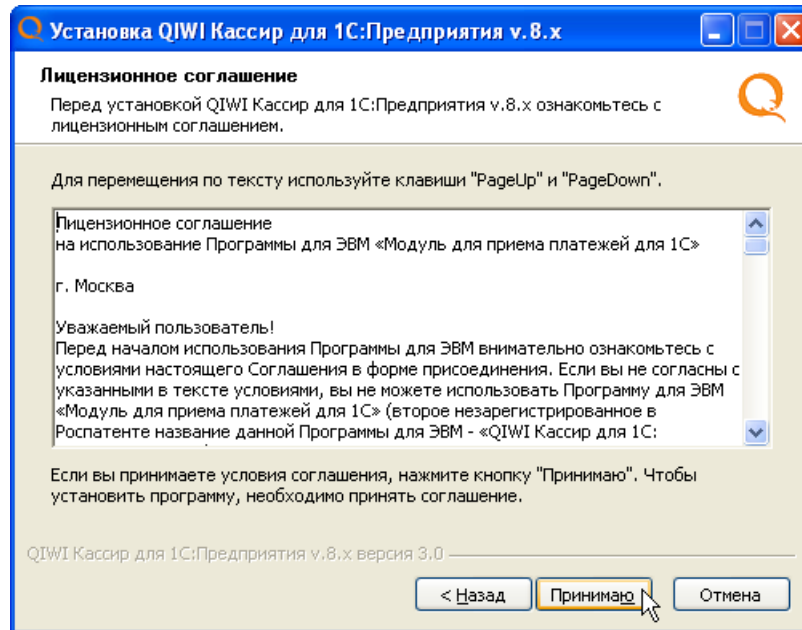 Установка QIWI Кассир для 1С:Предприятия v.8.x
Лицензионное соглашение
Перед установкой QIWI Кассир для 1С:Предприятия v.8.x ознакомьтесь с
лицензионным соглашением.
Для перемещения по тексту используйте клавиши "PageUp" и "PageDown".
Лицензионное соглашение
на использование Программы для ЭВМ «Модуль для приема платежей для 1С»
г. Москва
Уважаемый пользователь!
Перед началом использования Программы для ЭВМ внимательно ознакомьтесь с
условиями настоящего Соглашения в форме присоединения. Если вы не согласны с
указанными в тексте условиями, вы не можете использовать Программу для ЭВМ
«Модуль для приема платежей для 1С» (второе незарегистрированное в
Роспатенте название данной Программы для ЭВМ - «QIWI Кассир для 1С:
Если вы принимаете условия соглашения, нажмите кнопку "Принимаю". Чтобы
установить программу, необходимо принять соглашение.
QIWI Кассир для 1С:Предприятия v.8.x версия 3.0
< Назад Принимаю Отмена